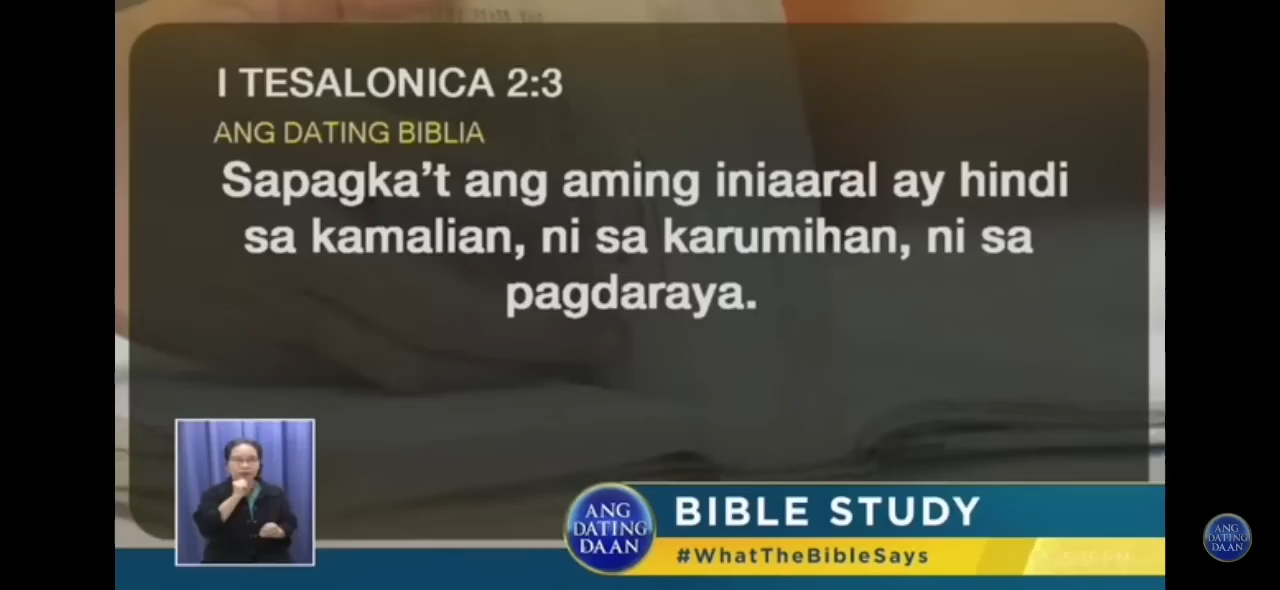 I TESALONICA 2:3
ANG DATING BIBLIA
Sapagka’t ang aming iniaaral ay hindi
sa kamalian, ni sa karumihan, ni sa
pagdaraya.
ANG
DATING
DAAN
BIBLE STUDY
#WhatTheBibleSays
ANG
DATING
DAAN